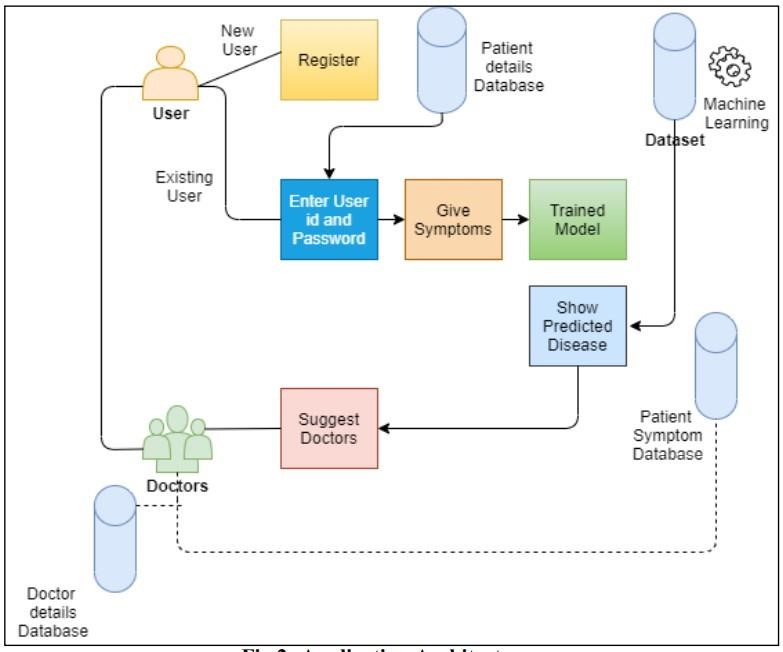 New
User
Register
Patient
details
Database
Machine
Learning
User
Dataset
Existing
User
Enter User
id and
Password
Give
Symptoms
Trained
Model
Show
Predicted
Disease
Suggest
Doctors
Patient
Symptom
Database
Doctors
Doctor
details
Database